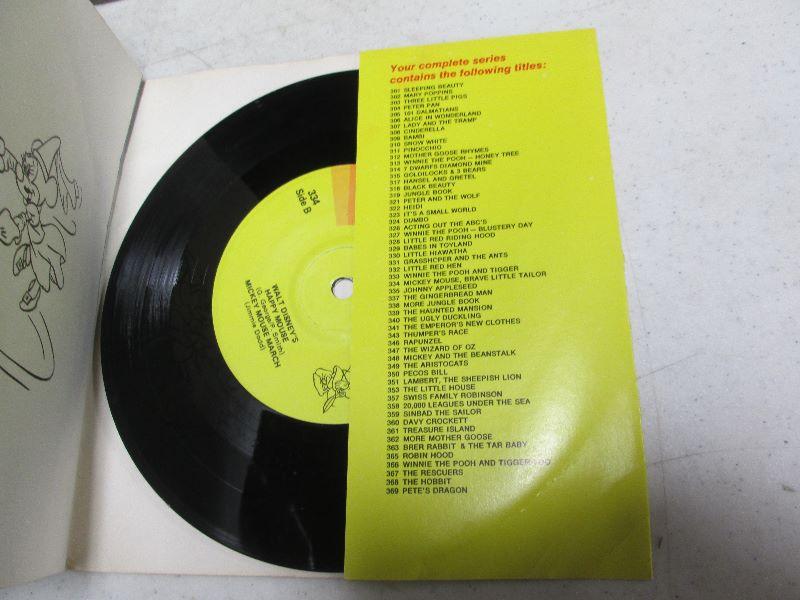 334
Side B
WALT DISNEY'S
HAPPY MOUSE
(G. George/P. Smith)
MICKEY MOUSE MARCH
(Jimmie Dodd)
Your complete series
contains the following titles:
301 SLEEPING BEAUTY
302 MARY POPPINS
303 THREE LITTLE PIGS
304 PETER PAN
305 101 DALMATIANS
306 ALICE IN WONDERLAND
307 LADY AND THE TRAMP
308 CINDERELLA
309 BAMBI
310 SNOW WHITE
311 PINOCCHIO
312 MOTHER GOOSE RHYMES
313 WINNIE THE POOH — HONEY TREE
314 7 DWARFS DIAMOND MINE
315 GOLDILOCKS & 3 BEARS
317 HANSEL AND GRETEL
318 BLACK BEAUTY
319 JUNGLE BOOK
321 PETER AND THE WOLF
322 HEIDI
323 IT'S A SMALL WORLD
324 DUMBO
326 ACTING OUT THE ABC'S
327 WINNIE THE POOH — BLUSTERY DAY
328 LITTLE RED RIDING HOOD
329 BABES IN TOYLAND
330 LITTLE HIAWATHA
331 GRASSHOPER AND THE ANTS
332 LITTLE RED HEN
333 WINNIE THE POOH AND TIGGER
334 MICKEY MOUSE, BRAVE LITTLE TAILOR
335 JOHNNY APPLESEED
337 THE GINGERBREAD MAN
338 MORE JUNGLE BOOK
339 THE HAUNTED MANSION
340 THE UGLY DUCKLING
341 THE EMPEROR'S NEW CLOTHES
343 THUMPER'S RACE
346 RAPUNZEL
347 THE WIZARD OF OZ
348 MICKEY AND THE BEANSTALK
349 THE ARISTOCATS
350 PECOS BILL
351 LAMBERT, THE SHEEPISH LION
353 THE LITTLE HOUSE
357 SWISS FAMILY ROBINSON
358 20,000 LEAGUES UNDER THE SEA
359 SINBAD THE SAILOR
360 DAVY CROCKETT
361 TREASURE ISLAND
362 MORE MOTHER GOOSE
363 BRER RABBIT & THE TAR BABY
365 ROBIN HOOD
366 WINNIE THE POOH AND TIGGER TOO
367 THE RESCUERS
368 THE HOBBIT
369 PETE'S DRAGON